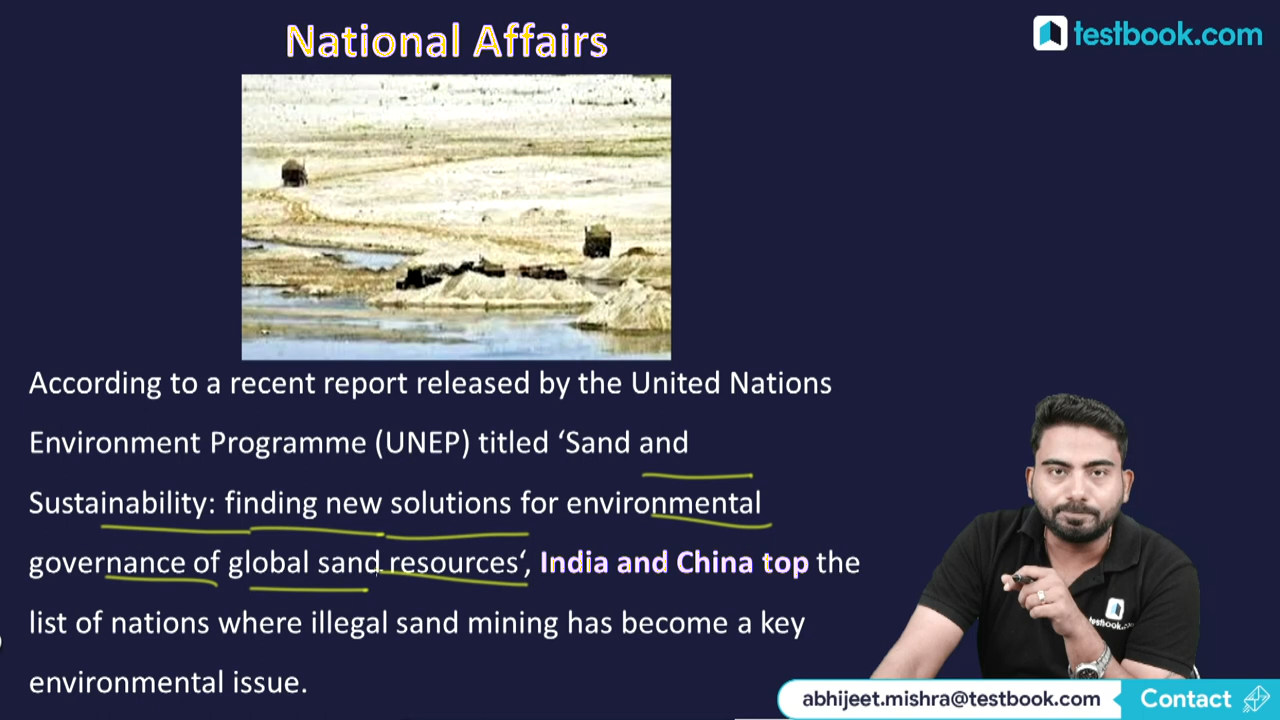 National Affairs
testbook.com
According to a recent report released by the United Nations
Environment Programme (UNEP) titled ‘Sand and
Sustainability: finding new solutions for environmental
governance of global sand resources‘, India and China top the
list of nations where illegal sand mining has become a key
environmental issue.
testbook.com
abhijeet.mishra@testbook.com
Contact